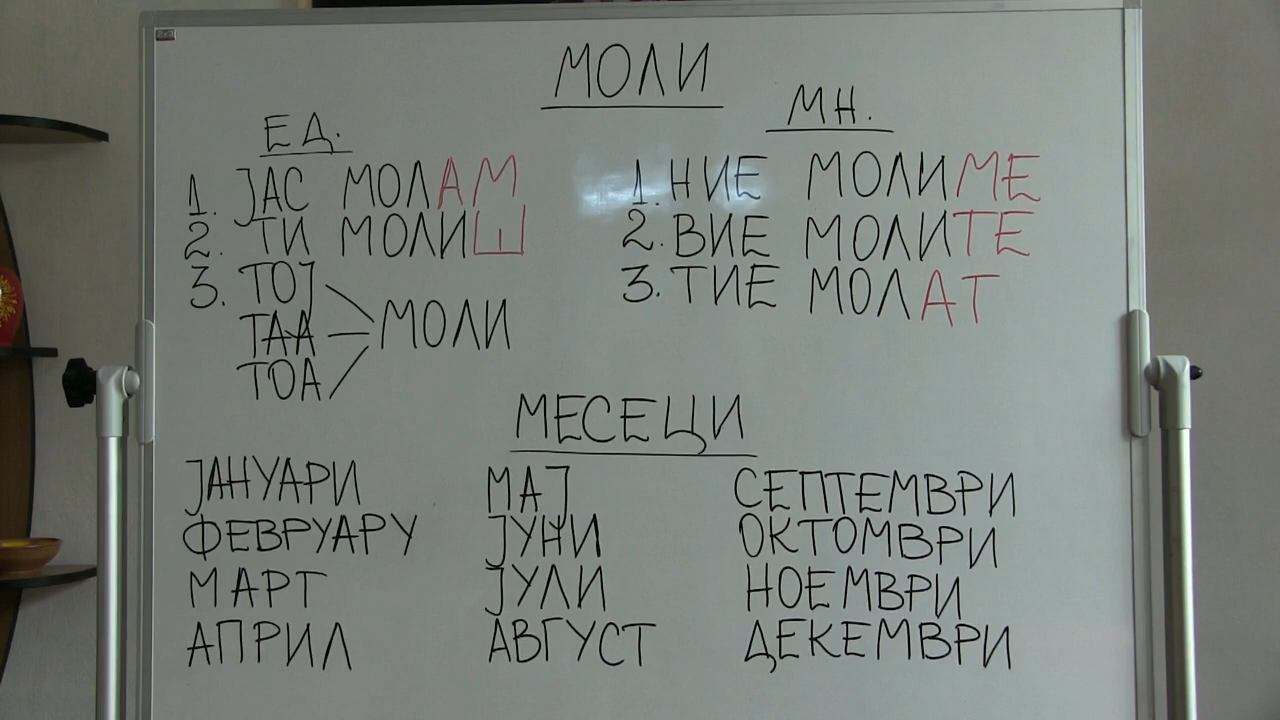 МОЛИ
ЕД.
1. ЈАС МОЛАМ
2. ТИ МОЛИШ
3. ТОЈ
ТАА МОЛИ
ТОА
МН.
1. НИЕ МОЛИМЕ
2. ВИЕ МОЛИТЕ
3. ТИЕ МОЛАТ
МЕСЕЦИ
ЈАНУАРИ
ФЕВРУАРУ
МАРТ
АПРИЛ
МАЈ
ЈУНИ
ЈУЛИ
АВГУСТ
СЕПТЕМВРИ
ОКТОМВРИ
НОЕМВРИ
ДЕКЕМВРИ